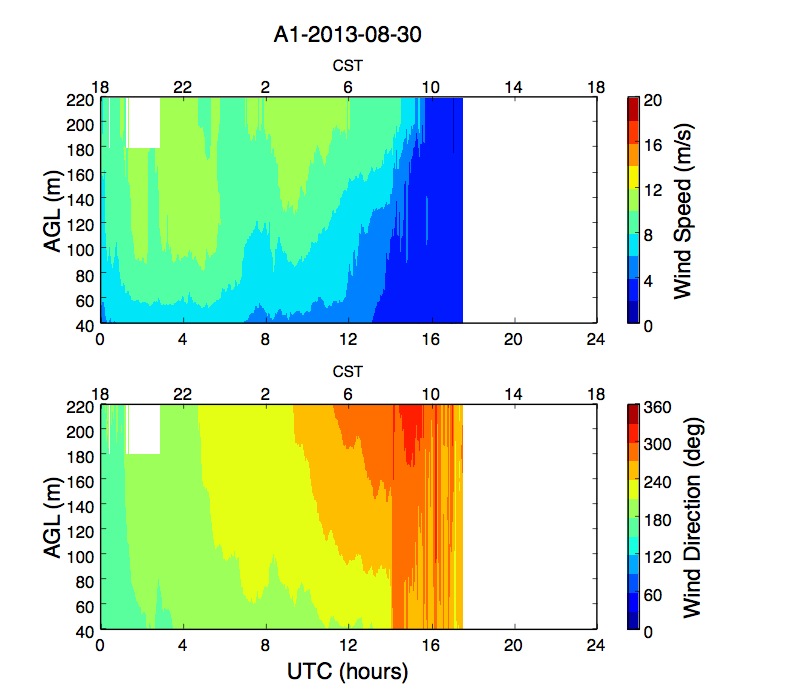 A1-2013-08-30
CST
18 22 2 6 10 14 18
220
200
180
160
140
120
100
80
60
40
AGL (m)
0 4 8 12 16 20 24
20
16
12
8
4
0
Wind Speed (m/s)
CST
18 22 2 6 10 14 18
220
200
180
160
140
120
100
80
60
40
AGL (m)
0 4 8 12 16 20 24
UTC (hours)
360
300
240
180
120
60
0
Wind Direction (deg)